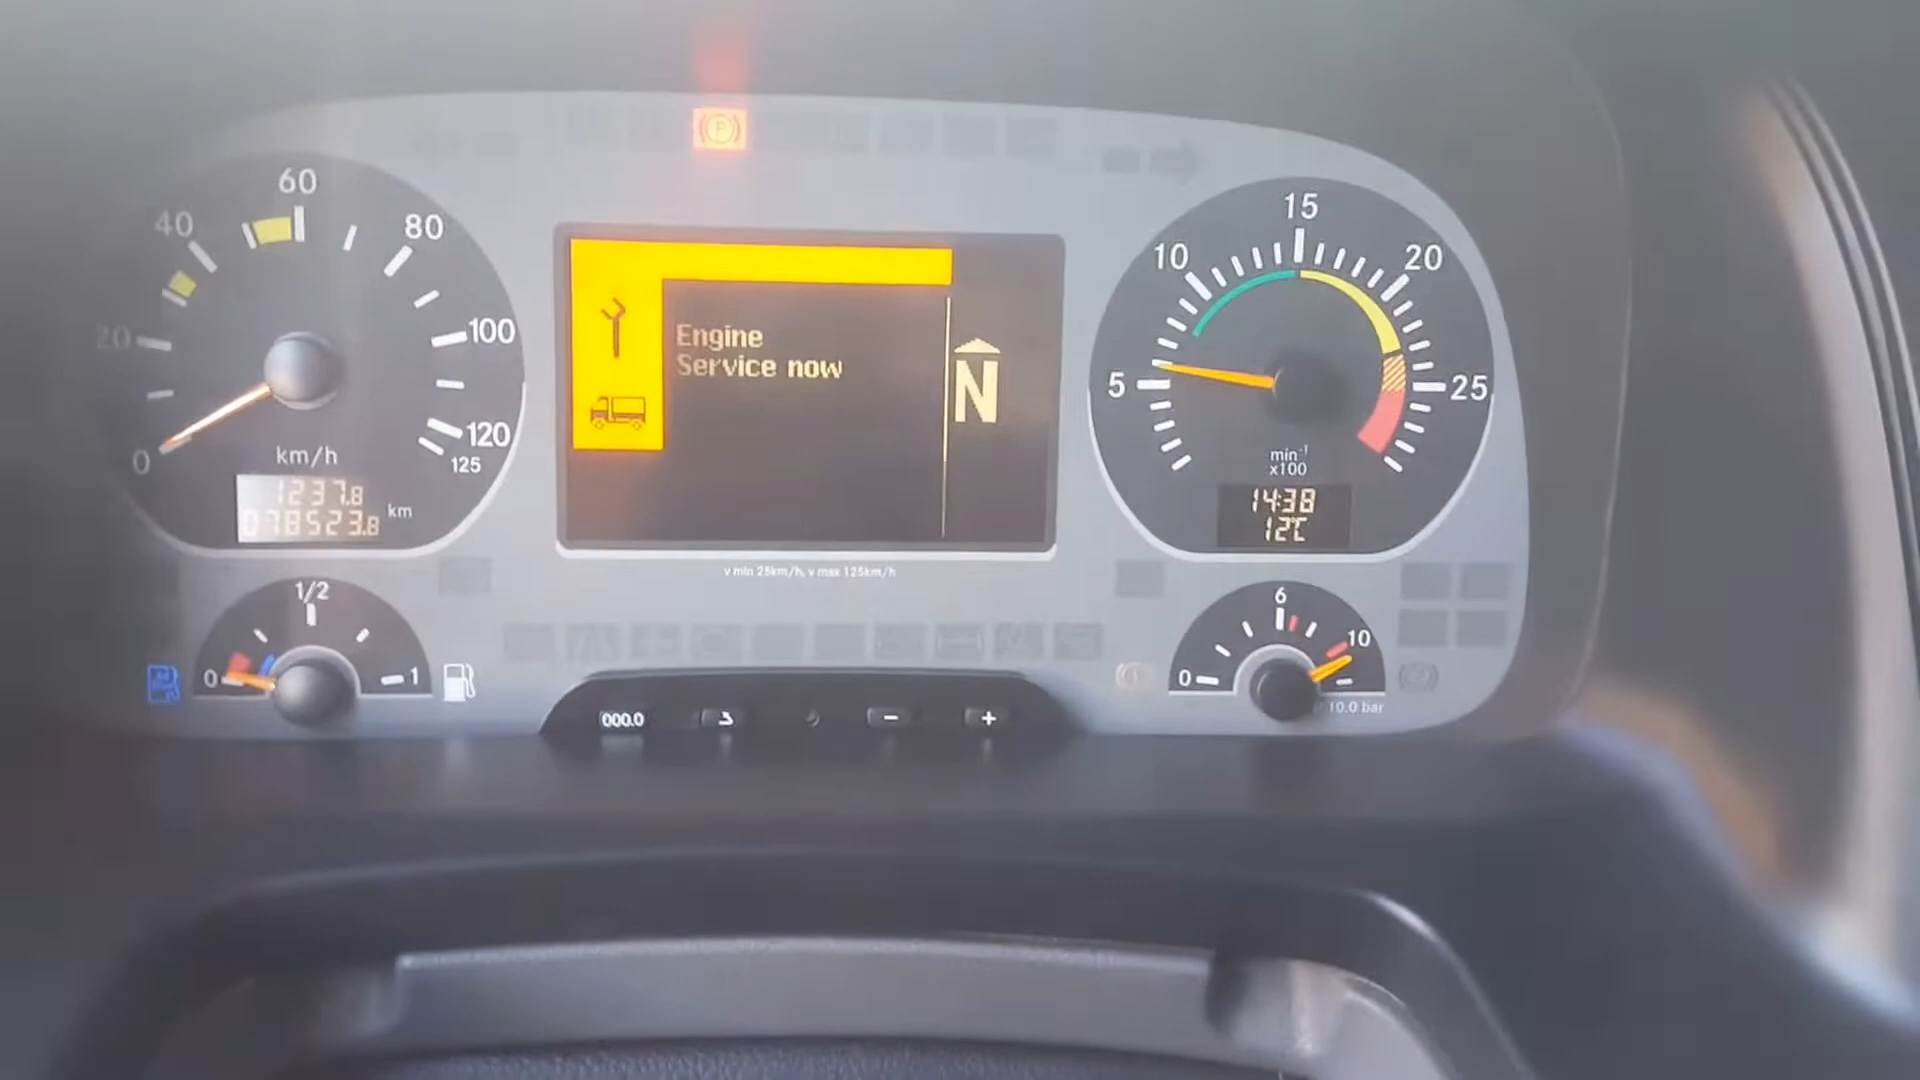 P
0
20
40
60
80
100
120
125
km/h
1237.8
078523.8
km
Engine
Service now
N
v min 25km/h, v max 125km/h
5
10
15
20
25
min⁻¹
x100
14:38
12°C
0
1/2
1
0
6
10
10.0 bar
000.0
−
+